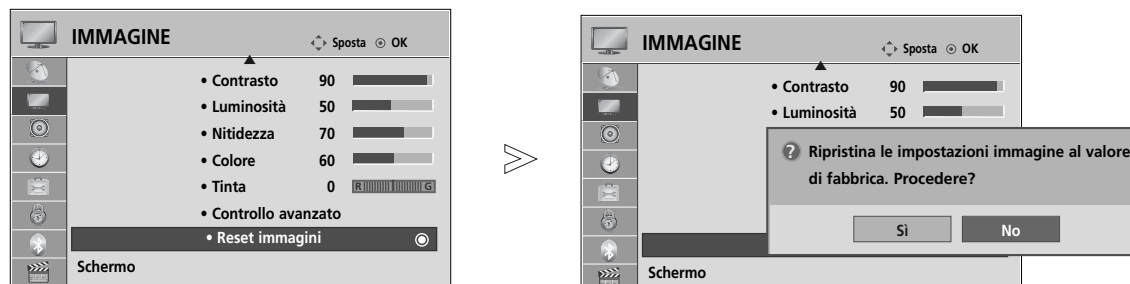 IMMAGINE
Sposta OK
• Contrasto 90
• Luminosità 50
• Nitidezza 70
• Colore 60
• Tinta 0 R G
• Controllo avanzato
• Reset immagini
Schermo
IMMAGINE
Sposta OK
• Contrasto 90
• Luminosità 50
? Ripristina le impostazioni immagine al valore
di fabbrica. Procedere?
Sì No
Schermo